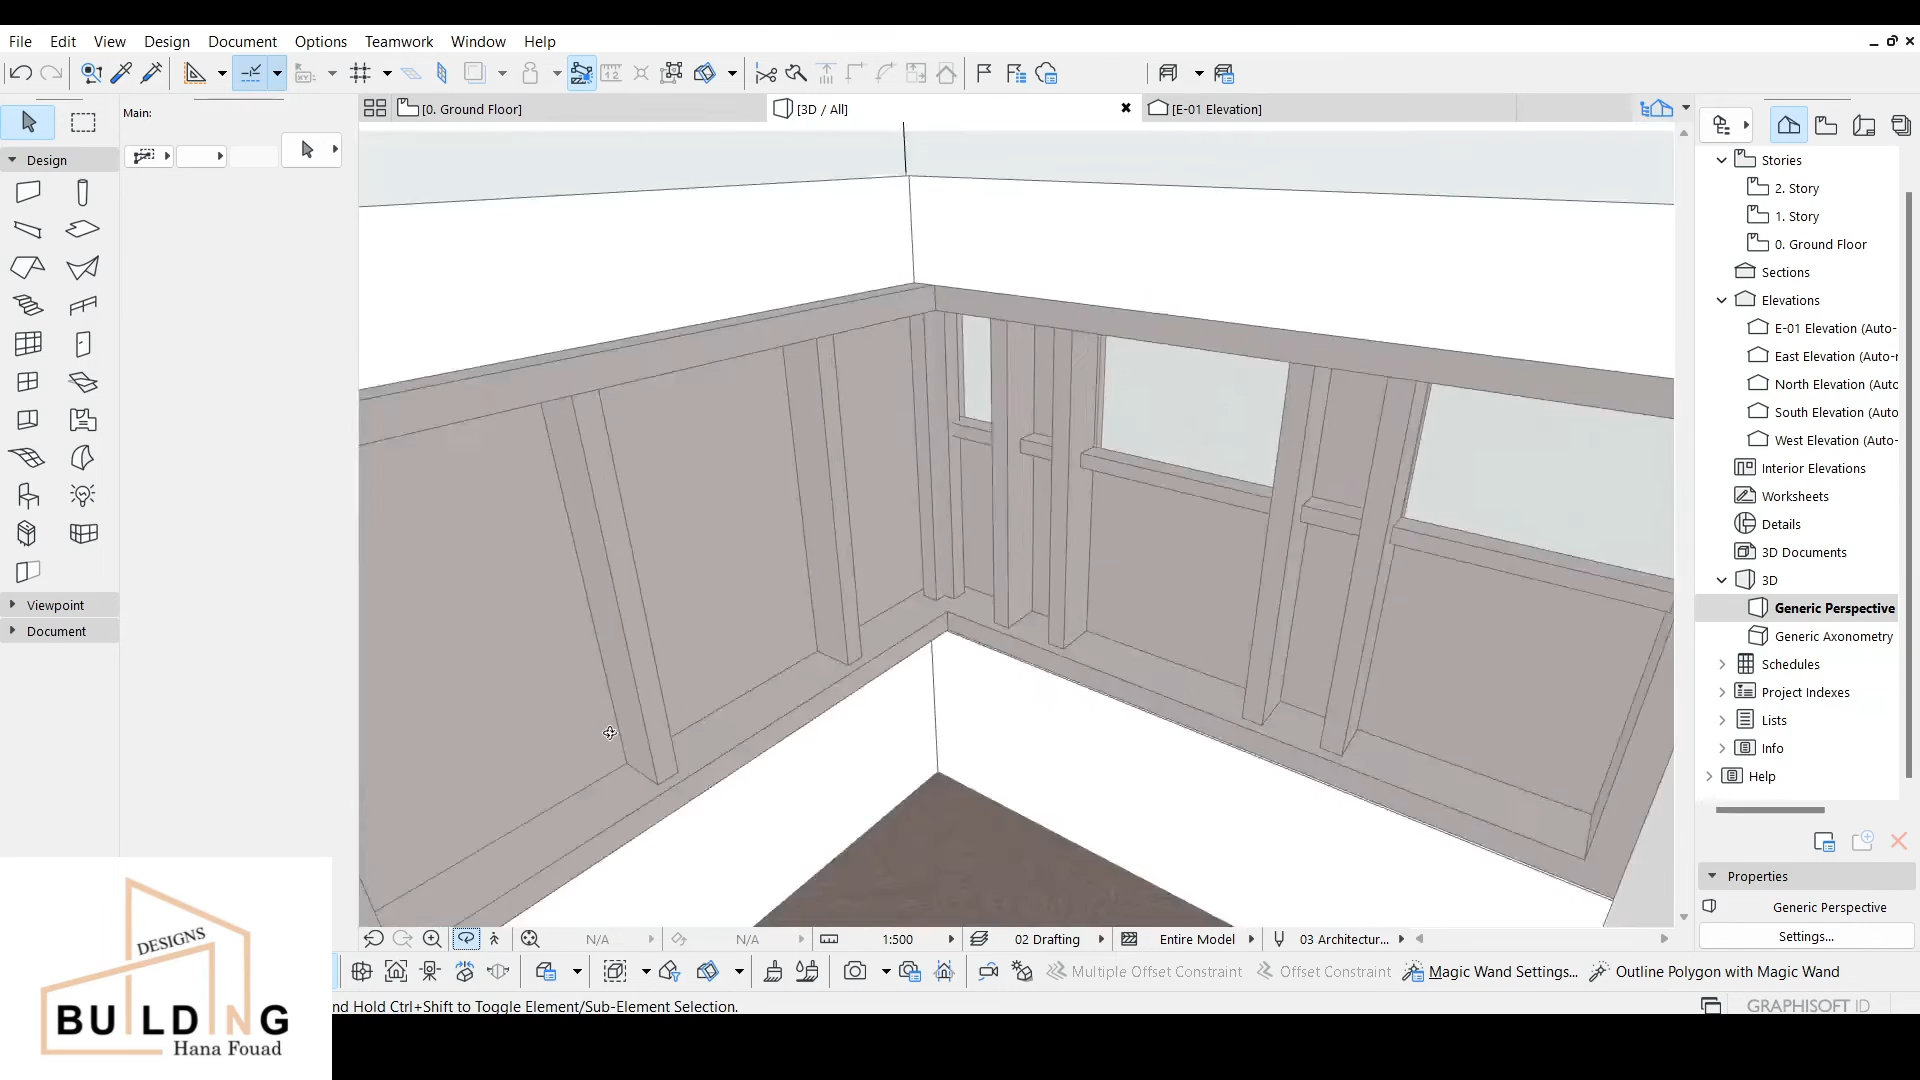 File Edit View Design Document Options Teamwork Window Help
[0. Ground Floor]
[3D / All]
[E-01 Elevation]
Main:
Design
Viewpoint
Document
Stories
2. Story
1. Story
0. Ground Floor
Sections
Elevations
E-01 Elevation (Auto-
East Elevation (Auto-r
North Elevation (Auto
South Elevation (Auto
West Elevation (Auto-
Interior Elevations
Worksheets
Details
3D Documents
3D
Generic Perspective
Generic Axonometry
Schedules
Project Indexes
Lists
Info
Help
Properties
Generic Perspective
Settings...
N/A N/A 1:500 02 Drafting Entire Model 03 Architectur...
Multiple Offset Constraint Offset Constraint Magic Wand Settings... Outline Polygon with Magic Wand
nd Hold Ctrl+Shift to Toggle Element/Sub-Element Selection.
GRAPHISOFT ID
DESIGNS
BUILDING
Hana Fouad